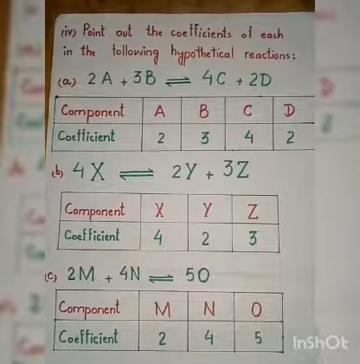 (iv) Point out the coefficients of each
in the following hypothetical reactions:
(a) 2A + 3B ⇌ 4C + 2D
Component A B C D
Coefficient 2 3 4 2
(b) 4X ⇌ 2Y + 3Z
Component X Y Z
Coefficient 4 2 3
(c) 2M + 4N ⇌ 5O
Component M N O
Coefficient 2 4 5
InShOt